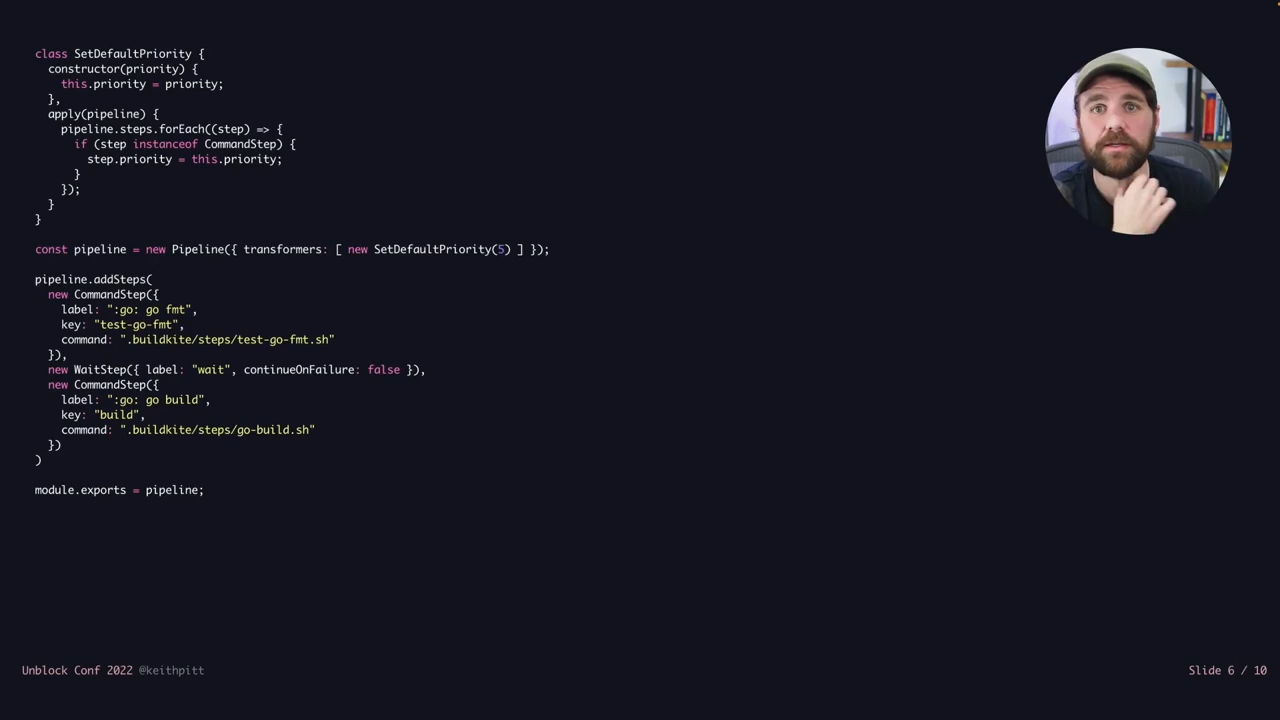 class SetDefaultPriority {
  constructor(priority) {
    this.priority = priority;
  },
  apply(pipeline) {
    pipeline.steps.forEach((step) => {
      if (step instanceof CommandStep) {
        step.priority = this.priority;
      }
    });
  }
}
const pipeline = new Pipeline({ transformers: [ new SetDefaultPriority(5) ] });
pipeline.addSteps(
  new CommandStep({
    label: ":go: go fmt",
    key: "test-go-fmt",
    command: ".buildkite/steps/test-go-fmt.sh"
  }),
  new WaitStep({ label: "wait", continueOnFailure: false }),
  new CommandStep({
    label: ":go: go build",
    key: "build",
    command: ".buildkite/steps/go-build.sh"
  })
)
module.exports = pipeline;
Unblock Conf 2022 @keithpitt
Slide 6 / 10